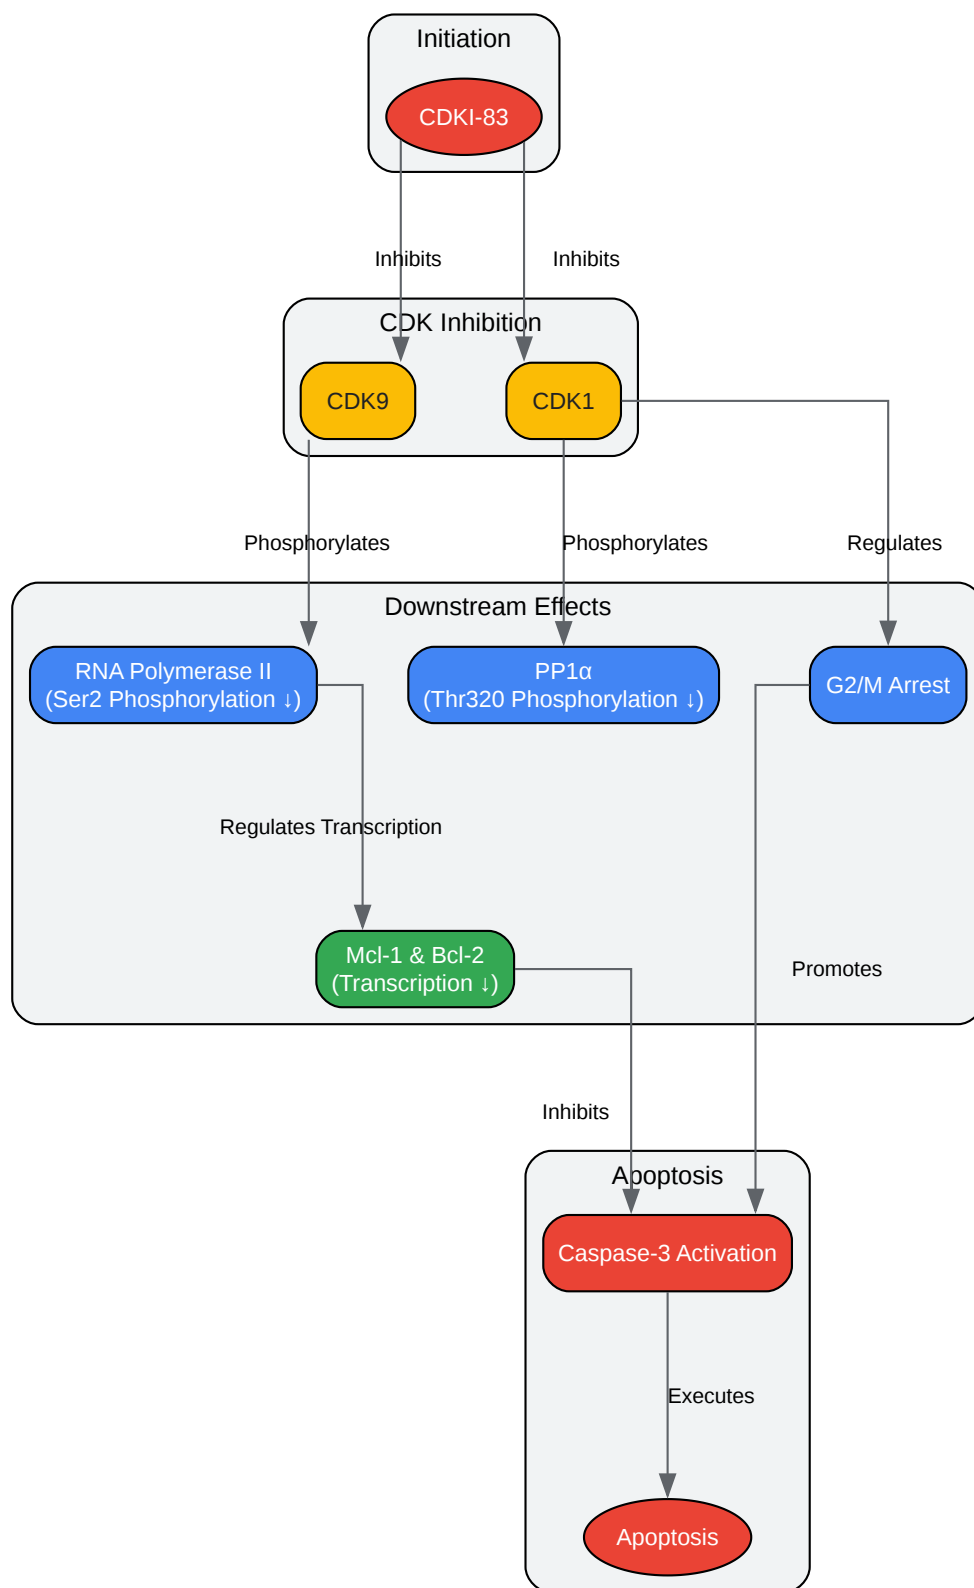 Initiation
CDKI-83
Inhibits
Inhibits
CDK Inhibition
CDK9
CDK1
Phosphorylates
Phosphorylates
Regulates
Downstream Effects
RNA Polymerase II
(Ser2 Phosphorylation ↓)
PP1α
(Thr320 Phosphorylation ↓)
G2/M Arrest
Regulates Transcription
Mcl-1 & Bcl-2
(Transcription ↓)
Promotes
Inhibits
Apoptosis
Caspase-3 Activation
Executes
Apoptosis